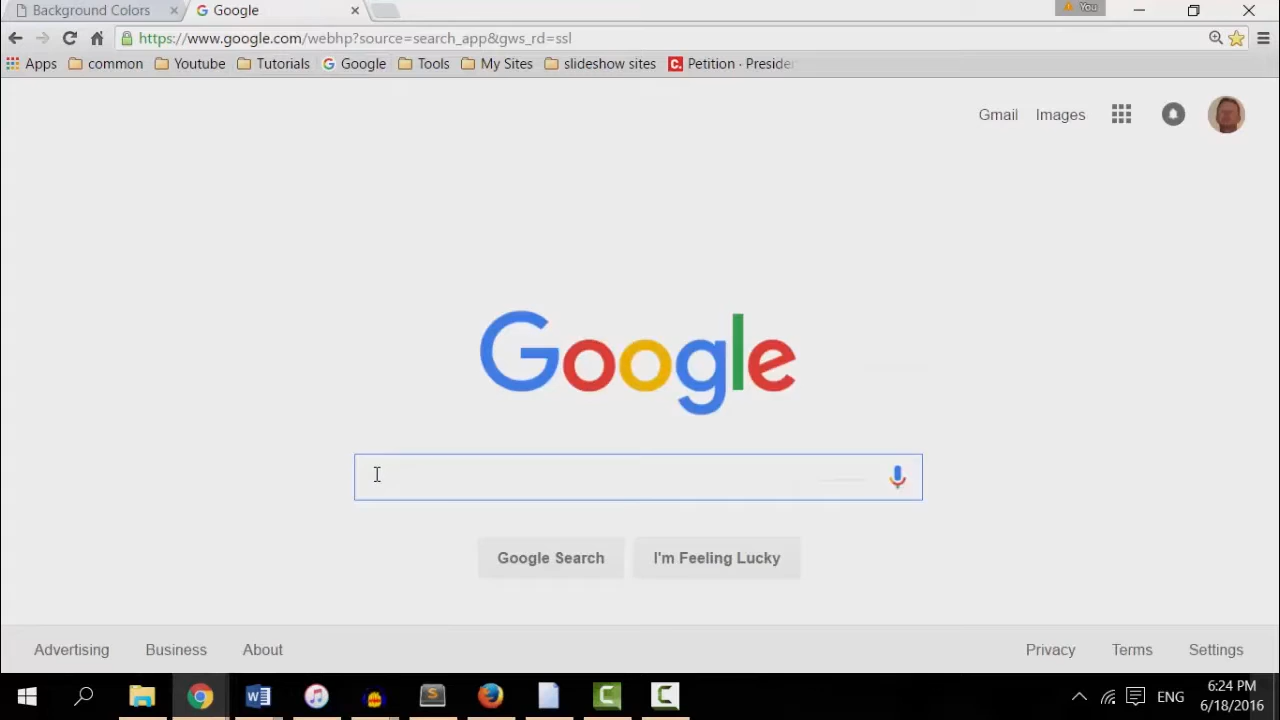 Background Colors
Google
You
https://www.google.com/webhp?source=search_app&gws_rd=ssl
Apps common Youtube Tutorials Google Tools My Sites slideshow sites C. Petition · Preside
Gmail Images
Google
Google Search I'm Feeling Lucky
Advertising Business About Privacy Terms Settings
ENG
6:24 PM
6/18/2016